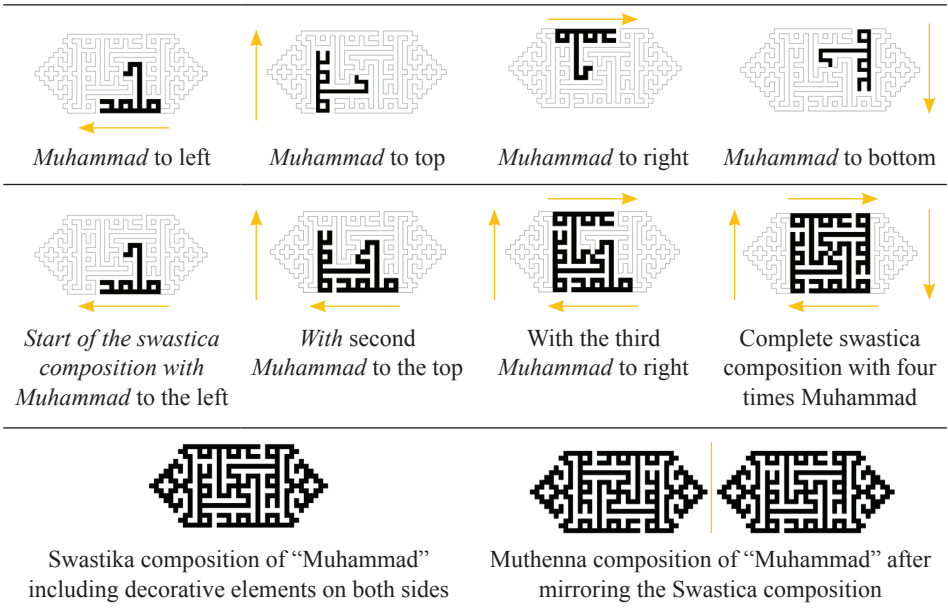 Muhammad to left
Muhammad to top
Muhammad to right
Muhammad to bottom
Start of the swastica
composition with
Muhammad to the left
With second
Muhammad to the top
With the third
Muhammad to right
Complete swastica
composition with four
times Muhammad
Swastika composition of “Muhammad”
including decorative elements on both sides
Muthenna composition of “Muhammad” after
mirroring the Swastica composition